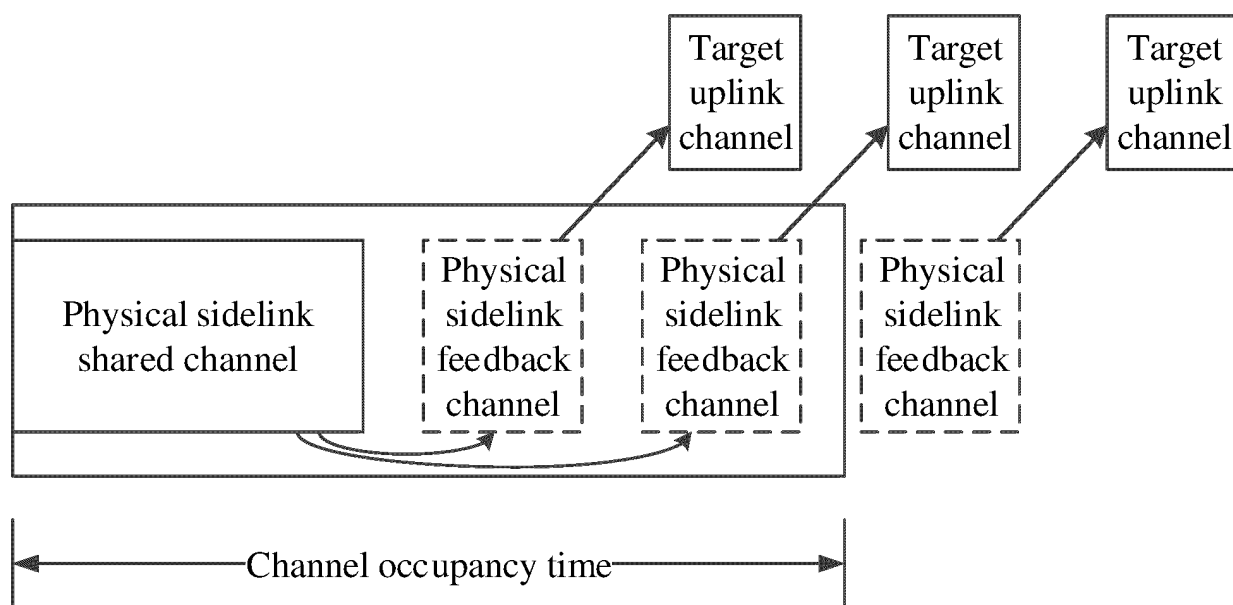 Target
uplink
channel
Target
uplink
channel
Target
uplink
channel
Physical sidelink
shared channel
Physical
sidelink
feedback
channel
Physical
sidelink
feedback
channel
Physical
sidelink
feedback
channel
Channel occupancy time